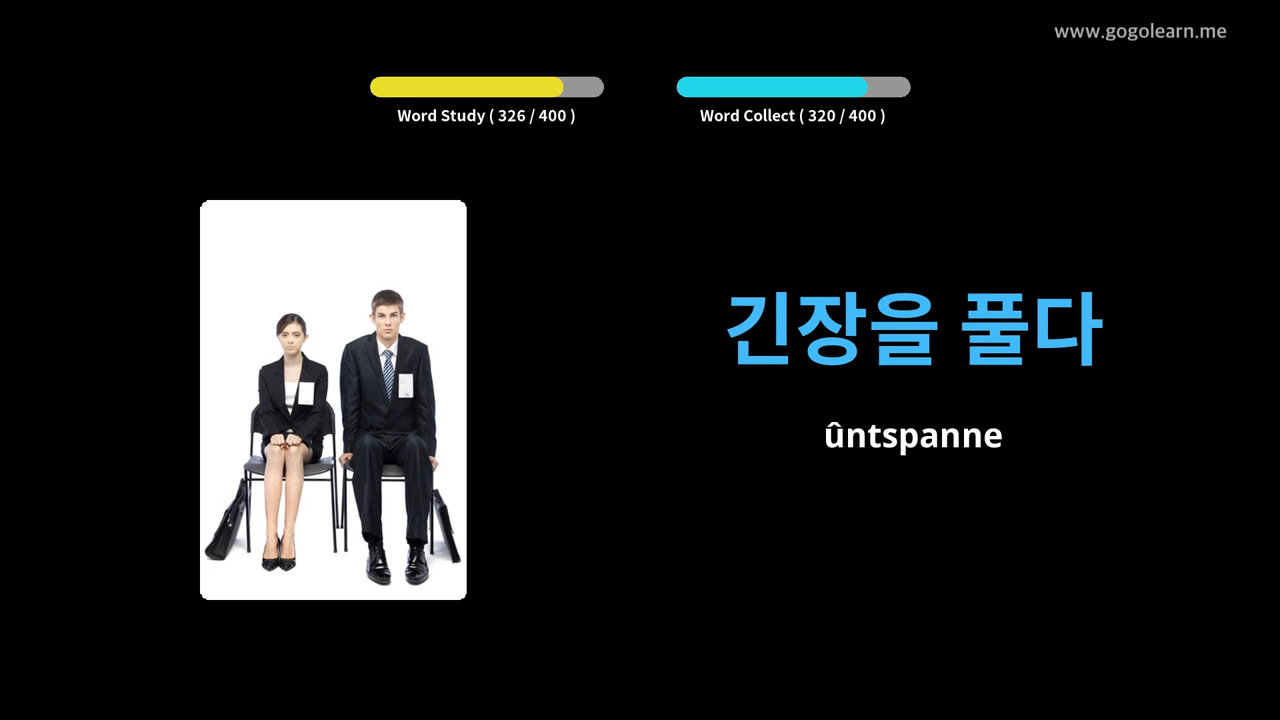 www.gogolearn.me
Word Study ( 326 / 400 )
Word Collect ( 320 / 400 )
긴장을 풀다
ûntspanne